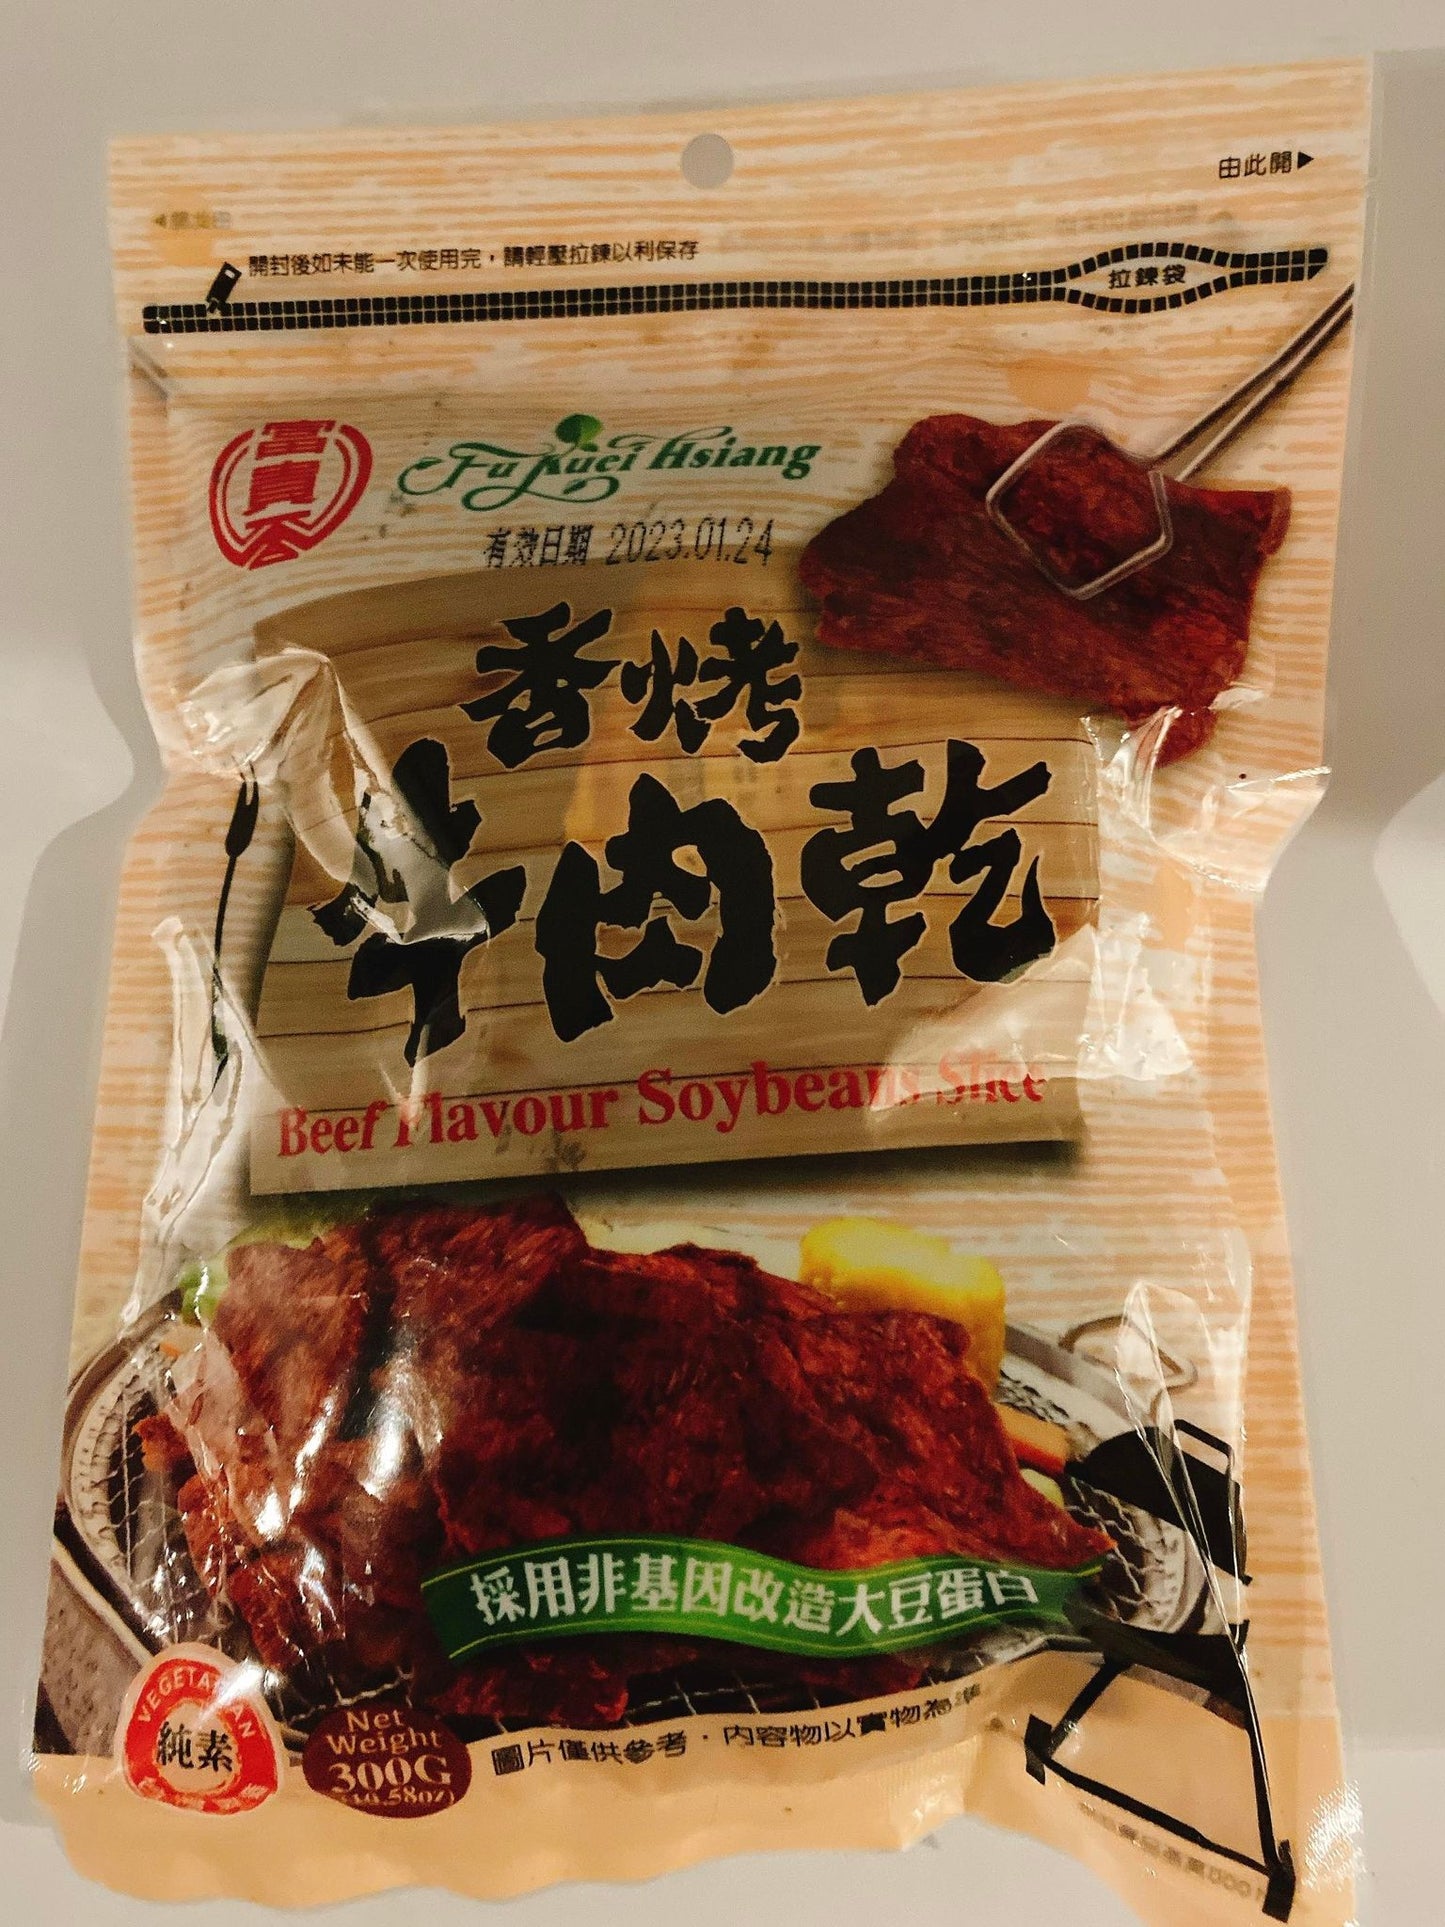 由此開▶
開封後如未能一次使用完，請輕壓拉鍊以利保存
拉鍊袋
富貴
Fu Kuei Hsiang
有效日期 2023.01.24
香烤
牛肉乾
Beef Flavour Soybeans Slice
採用非基因改造大豆蛋白
VEGETARIAN
純素
Net
Weight
300G
圖片僅供參考．內容物以實物為準